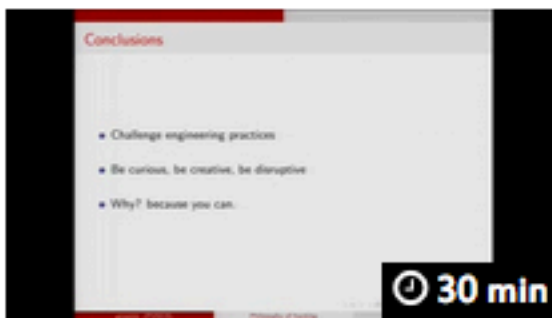 Conclusions
Challenge engineering practices
Be curious, be creative, be disruptive
Why? because you can.
30 min